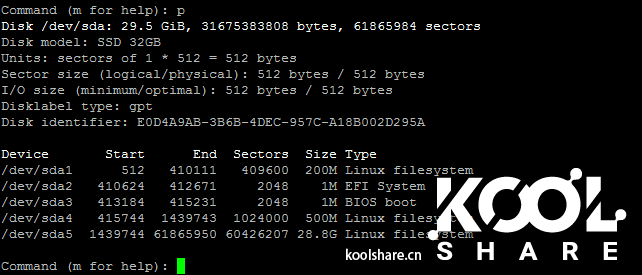 Command (m for help): p
Disk /dev/sda: 29.5 GiB, 31675383808 bytes, 61865984 sectors
Disk model: SSD 32GB
Units: sectors of 1 * 512 = 512 bytes
Sector size (logical/physical): 512 bytes / 512 bytes
I/O size (minimum/optimal): 512 bytes / 512 bytes
Disklabel type: gpt
Disk identifier: E0D4A9AB-3B6B-4DEC-957C-A18B002D295A
Device Start End Sectors Size Type
/dev/sda1 512 410111 409600 200M Linux filesystem
/dev/sda2 410624 412671 2048 1M EFI System
/dev/sda3 413184 415231 2048 1M BIOS boot
/dev/sda4 415744 1439743 1024000 500M Linux filesystem
/dev/sda5 1439744 61865950 60426207 28.8G Linux filesystem
Command (m for help):
KOOL
SHARE
koolshare.cn